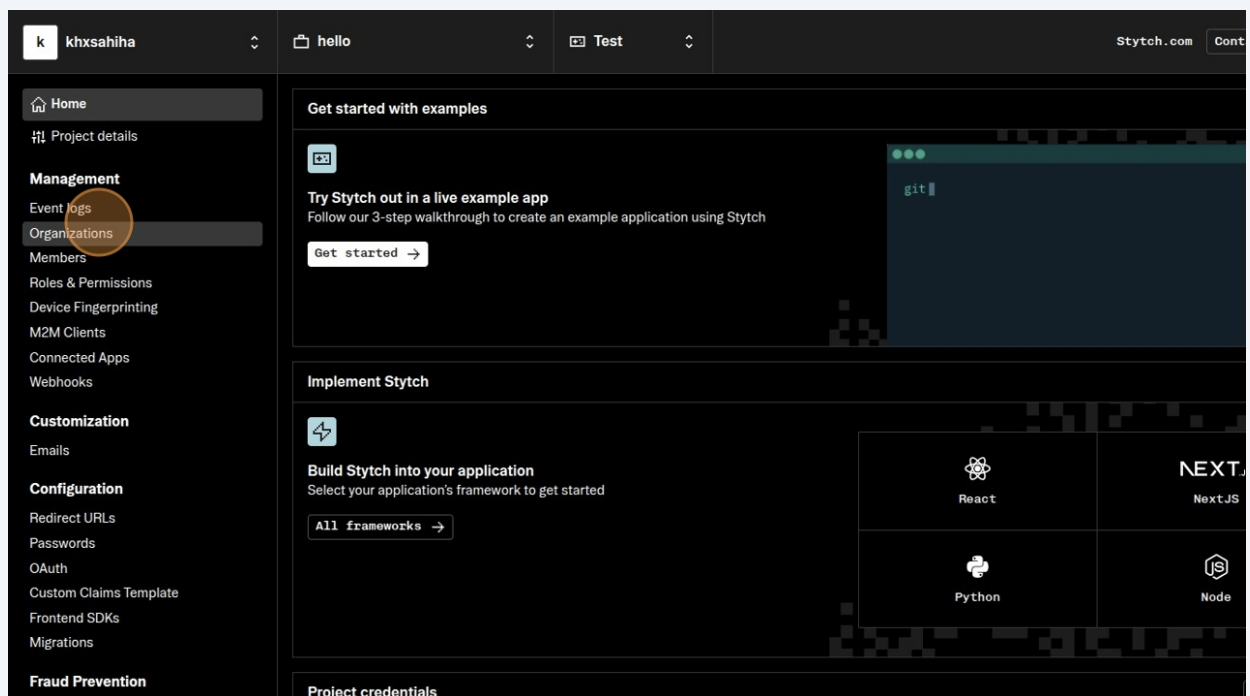 k khxsahiha hello Test Stytch.com
Home
Project details
Management
Event logs
Organizations
Members
Roles & Permissions
Device Fingerprinting
M2M Clients
Connected Apps
Webhooks
Customization
Emails
Configuration
Redirect URLs
Passwords
OAuth
Custom Claims Template
Frontend SDKs
Migrations
Fraud Prevention
Get started with examples
Try Stytch out in a live example app
Follow our 3-step walkthrough to create an example application using Stytch
Get started →
git
Implement Stytch
Build Stytch into your application
Select your application's framework to get started
All frameworks →
React
NEXT
NextJS
Python
JS
Node
Project credentials